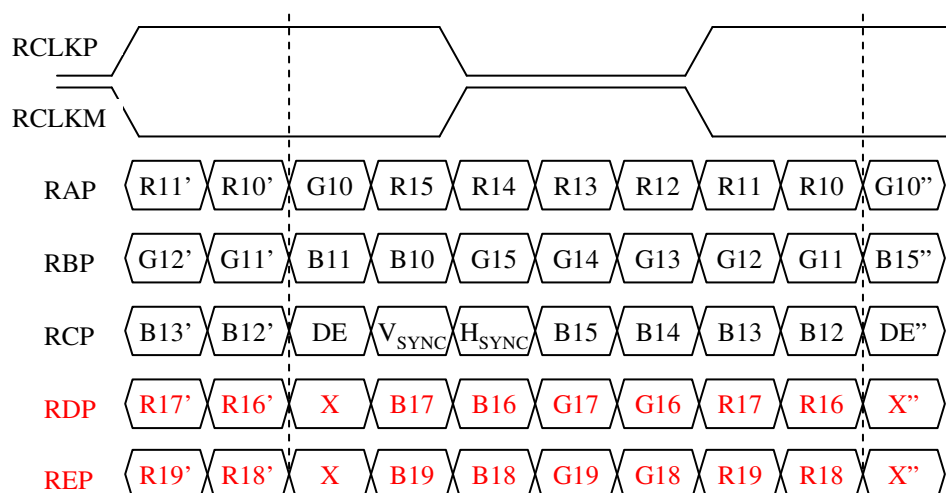 RCLKP
RCLKM
RAP R11' R10' G10 R15 R14 R13 R12 R11 R10 G10”
RBP G12' G11' B11 B10 G15 G14 G13 G12 G11 B15”
RCP B13' B12' DE VSYNC HSYNC B15 B14 B13 B12 DE”
RDP R17' R16' X B17 B16 G17 G16 R17 R16 X”
REP R19' R18' X B19 B18 G19 G18 R19 R18 X”